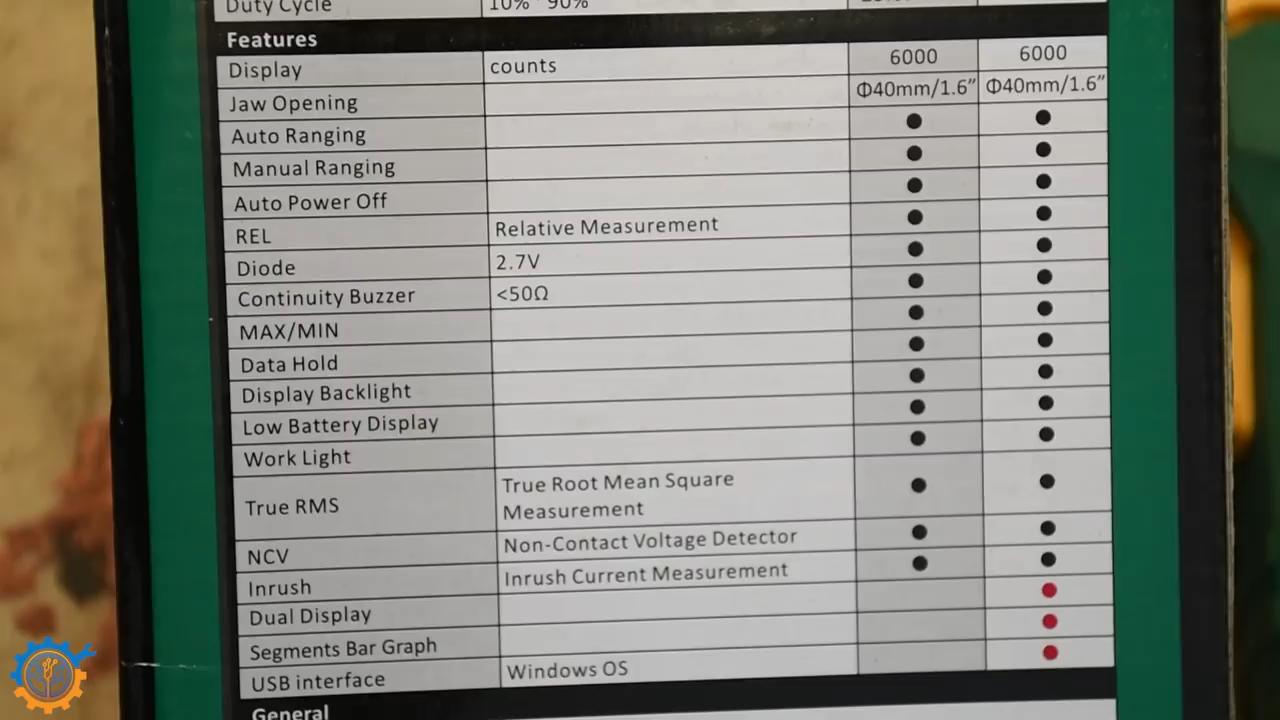 Duty Cycle 10% 90%
Features
Display counts 6000 6000
Jaw Opening Φ40mm/1.6” Φ40mm/1.6”
Auto Ranging ● ●
Manual Ranging ● ●
Auto Power Off ● ●
REL Relative Measurement ● ●
Diode 2.7V ● ●
Continuity Buzzer <50Ω ● ●
MAX/MIN ● ●
Data Hold ● ●
Display Backlight ● ●
Low Battery Display ● ●
Work Light ● ●
True RMS True Root Mean Square ● ●
Measurement
NCV Non-Contact Voltage Detector ● ●
Inrush Inrush Current Measurement ● ●
Dual Display ●
Segments Bar Graph ●
USB interface Windows OS ●
General